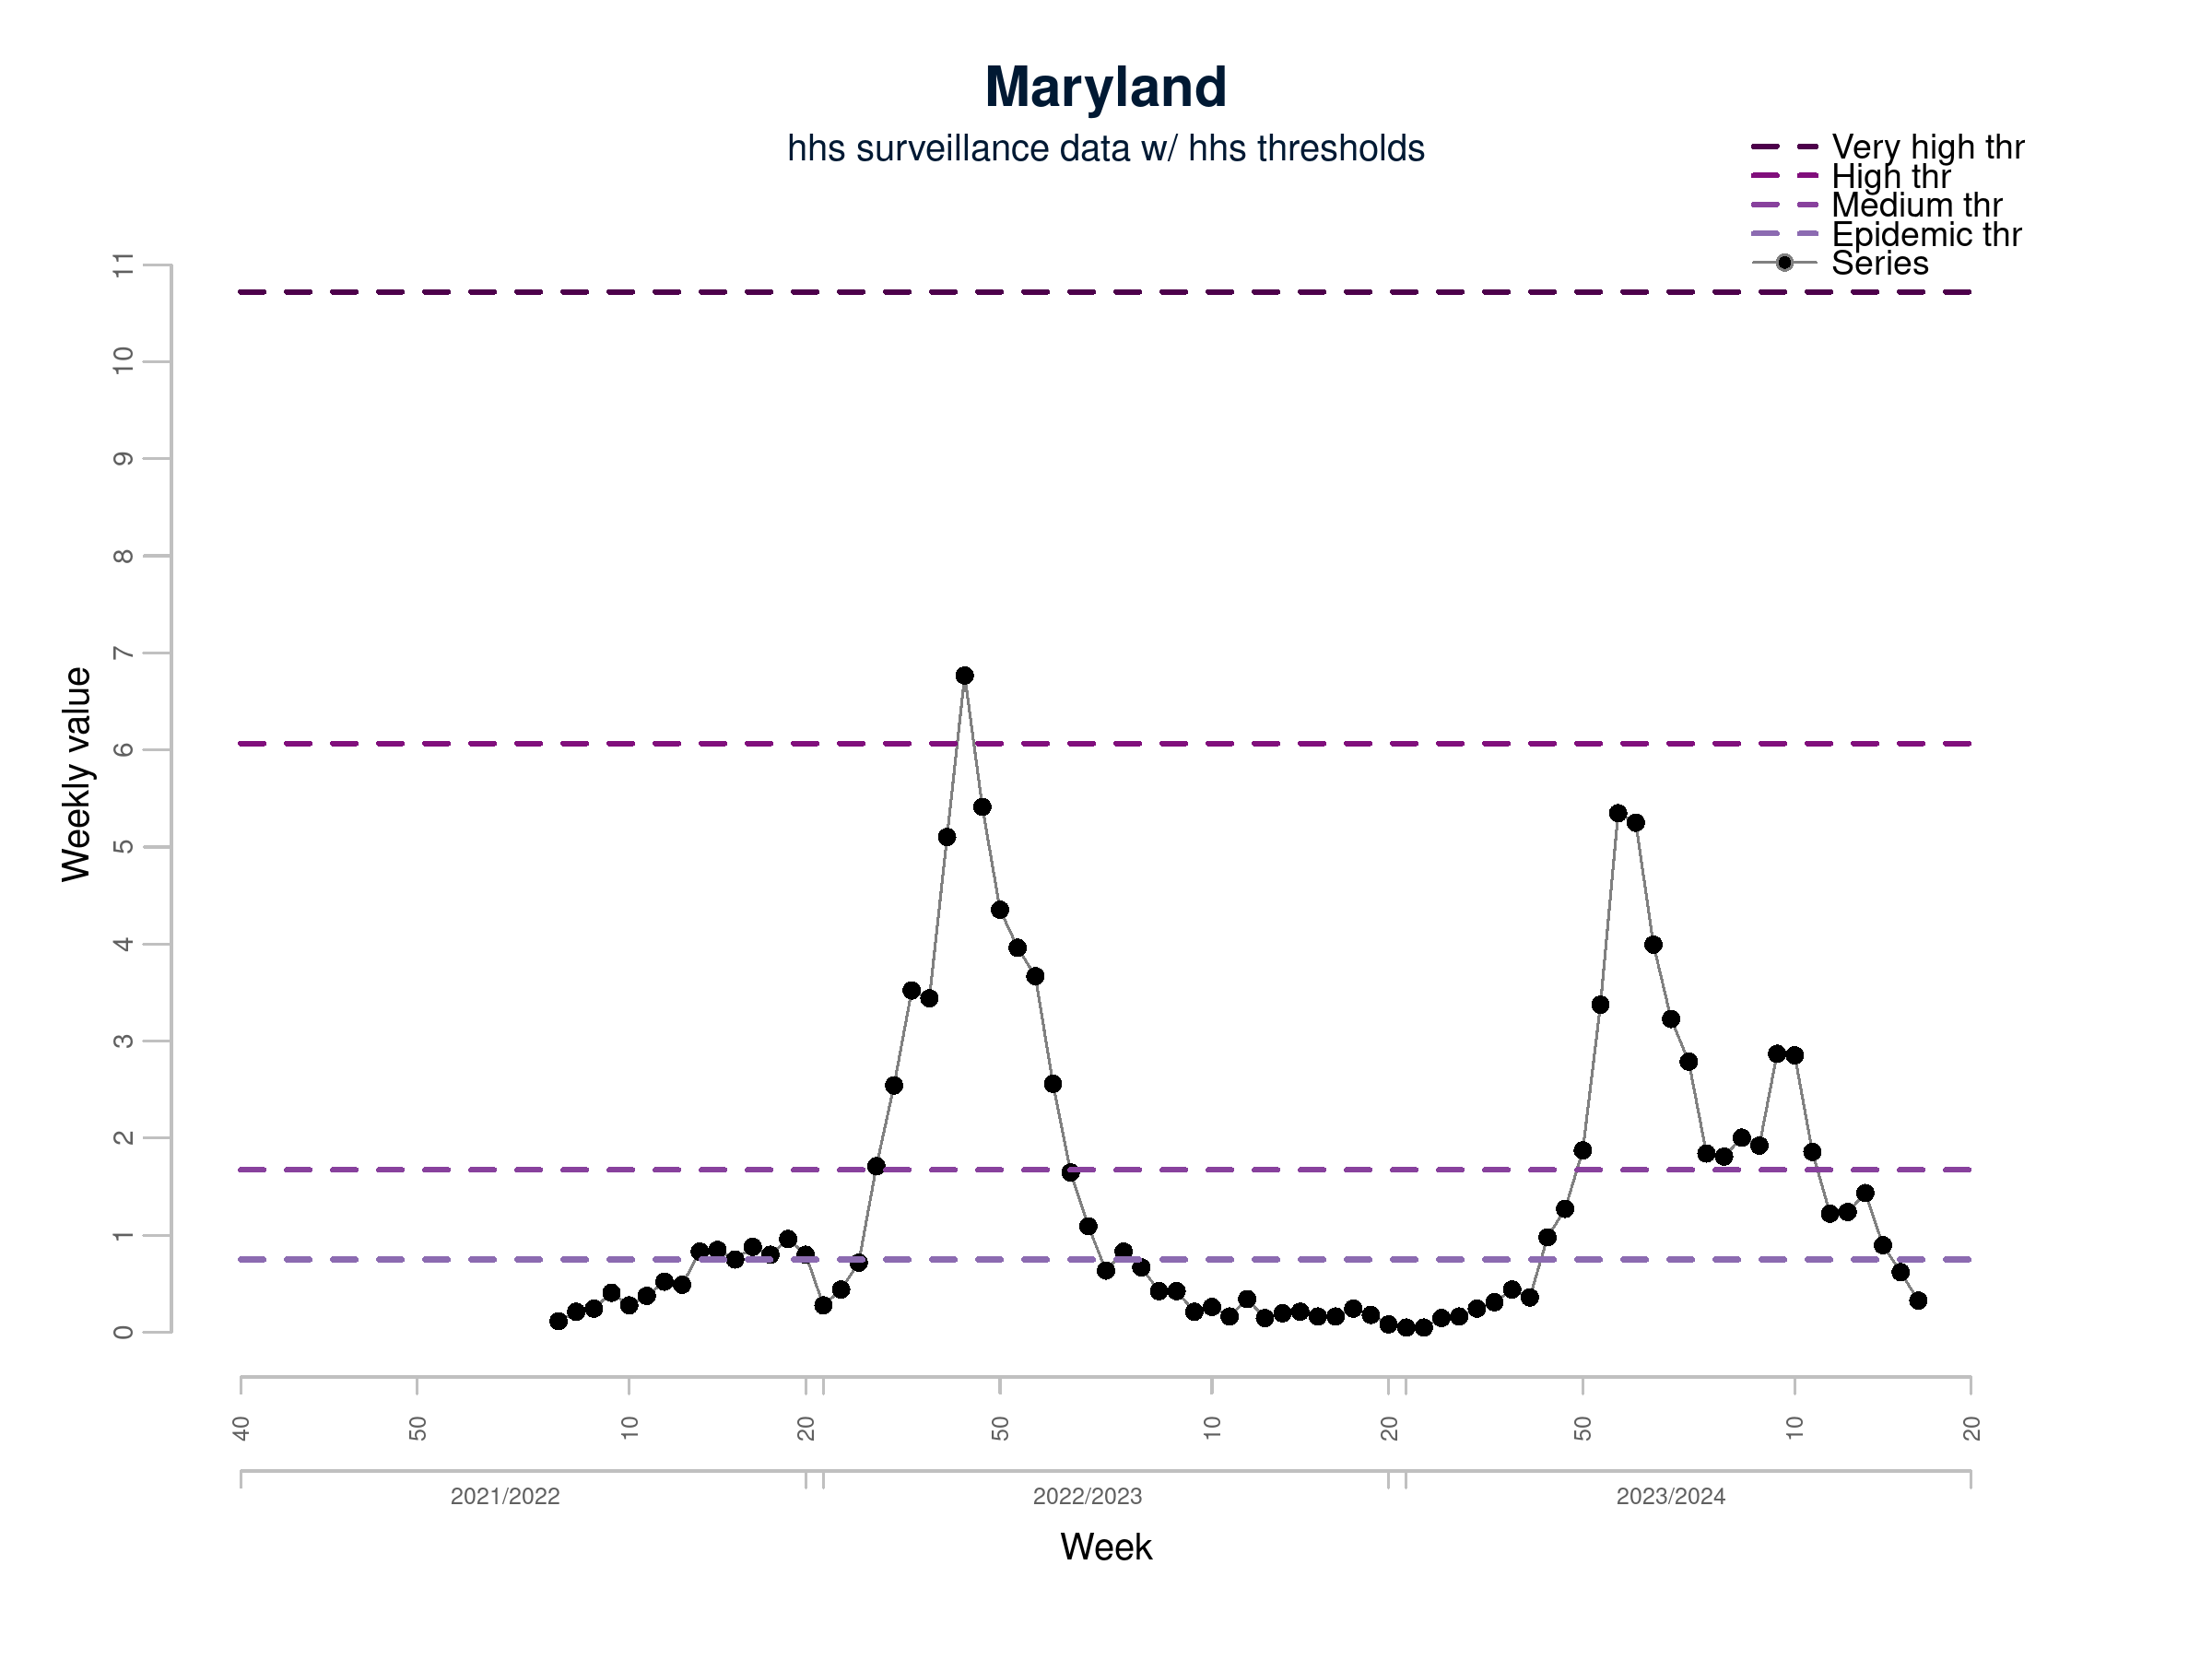 Maryland
hhs surveillance data w/ hhs thresholds
Very high thr
High thr
Medium thr
Epidemic thr
Series
11
10
9
8
7
6
5
4
3
2
1
0
Weekly value
40 50 10 20 50 10 20 50 10 20
2021/2022 2022/2023 2023/2024
Week